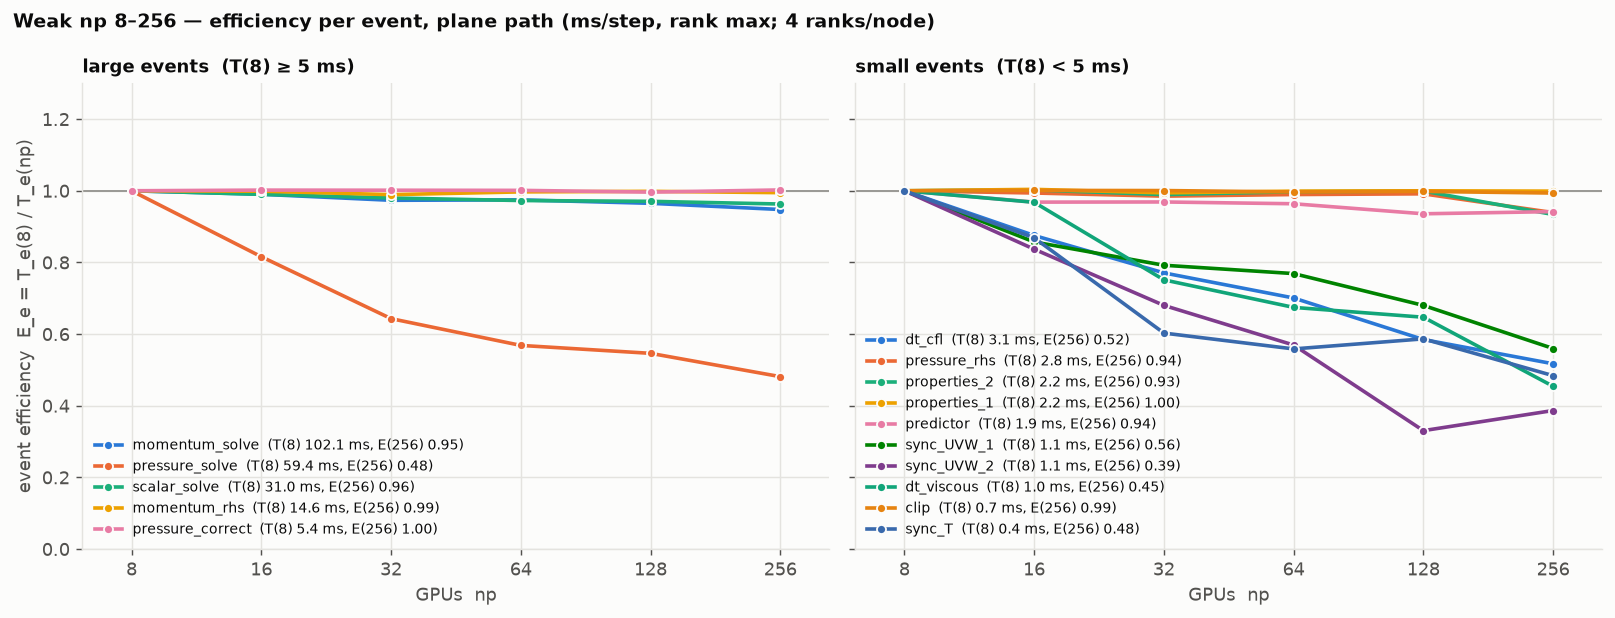 Weak np 8–256 — efficiency per event, plane path (ms/step, rank max; 4 ranks/node)
large events (T(8) ≥ 5 ms)
event efficiency E_e = T_e(8) / T_e(np)
1.2
1.0
0.8
0.6
0.4
0.2
0.0
momentum_solve (T(8) 102.1 ms, E(256) 0.95)
pressure_solve (T(8) 59.4 ms, E(256) 0.48)
scalar_solve (T(8) 31.0 ms, E(256) 0.96)
momentum_rhs (T(8) 14.6 ms, E(256) 0.99)
pressure_correct (T(8) 5.4 ms, E(256) 1.00)
8 16 32 64 128 256
GPUs np
small events (T(8) < 5 ms)
dt_cfl (T(8) 3.1 ms, E(256) 0.52)
pressure_rhs (T(8) 2.8 ms, E(256) 0.94)
properties_2 (T(8) 2.2 ms, E(256) 0.93)
properties_1 (T(8) 2.2 ms, E(256) 1.00)
predictor (T(8) 1.9 ms, E(256) 0.94)
sync_UVW_1 (T(8) 1.1 ms, E(256) 0.56)
sync_UVW_2 (T(8) 1.1 ms, E(256) 0.39)
dt_viscous (T(8) 1.0 ms, E(256) 0.45)
clip (T(8) 0.7 ms, E(256) 0.99)
sync_T (T(8) 0.4 ms, E(256) 0.48)
8 16 32 64 128 256
GPUs np